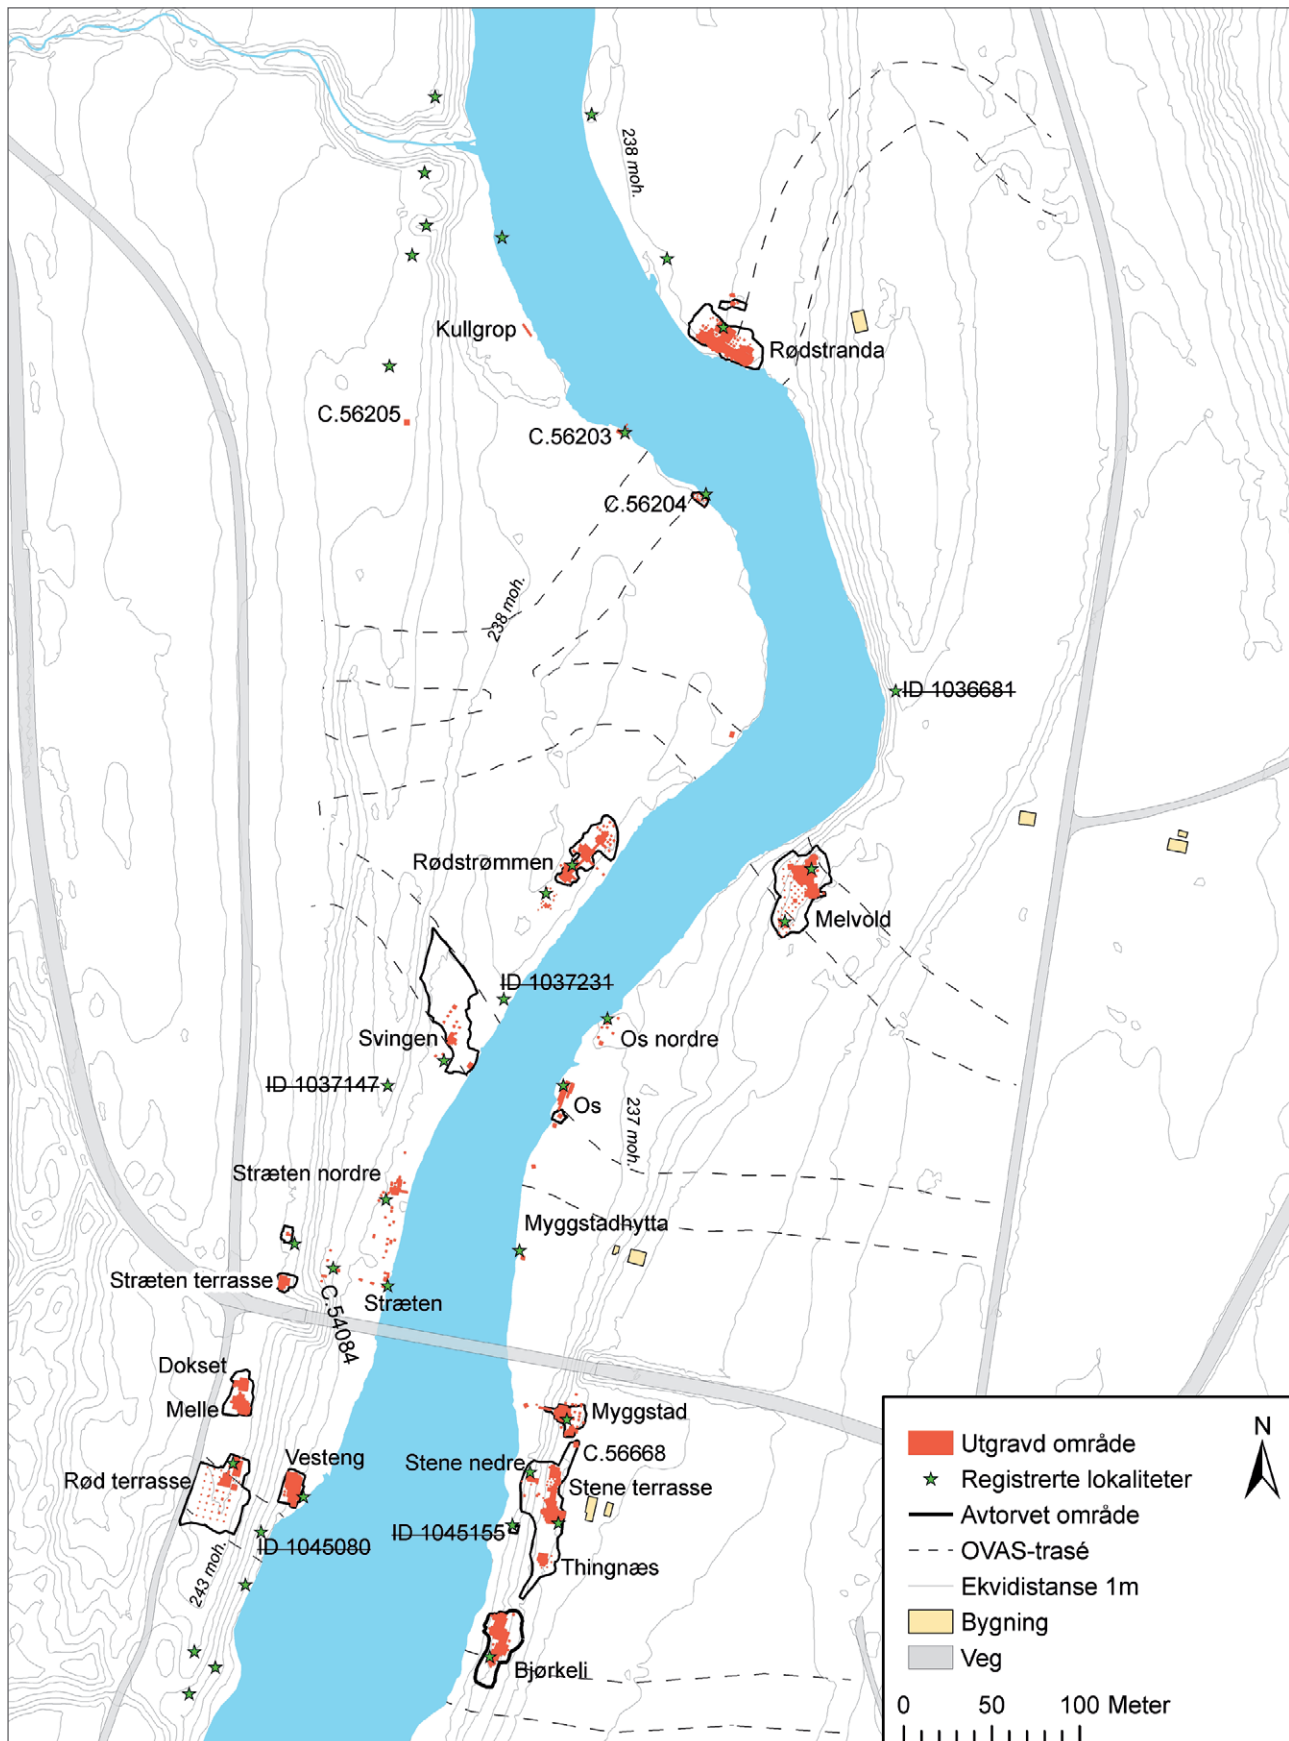 238 moh.
Kullgrop
Rødstranda
C.56205
C.56203
C.56204
238 moh.
ID 1036681
Rødstrømmen
Melvold
ID 1037231
Svingen
Os nordre
ID 1037147
Os
237 moh.
Stræten nordre
Myggstadhytta
Stræten terrasse
Stræten
C.54084
Dokset
Melle
Myggstad
C.56668
Vesteng
Stene nedre
Rød terrasse
Stene terrasse
ID 1045155
ID 1045080
243 moh.
Thingnæs
Bjørkeli
N
Utgravd område
Registrerte lokaliteter
Avtorvet område
OVAS-trasé
Ekvidistanse 1m
Bygning
Veg
0 50 100 Meter